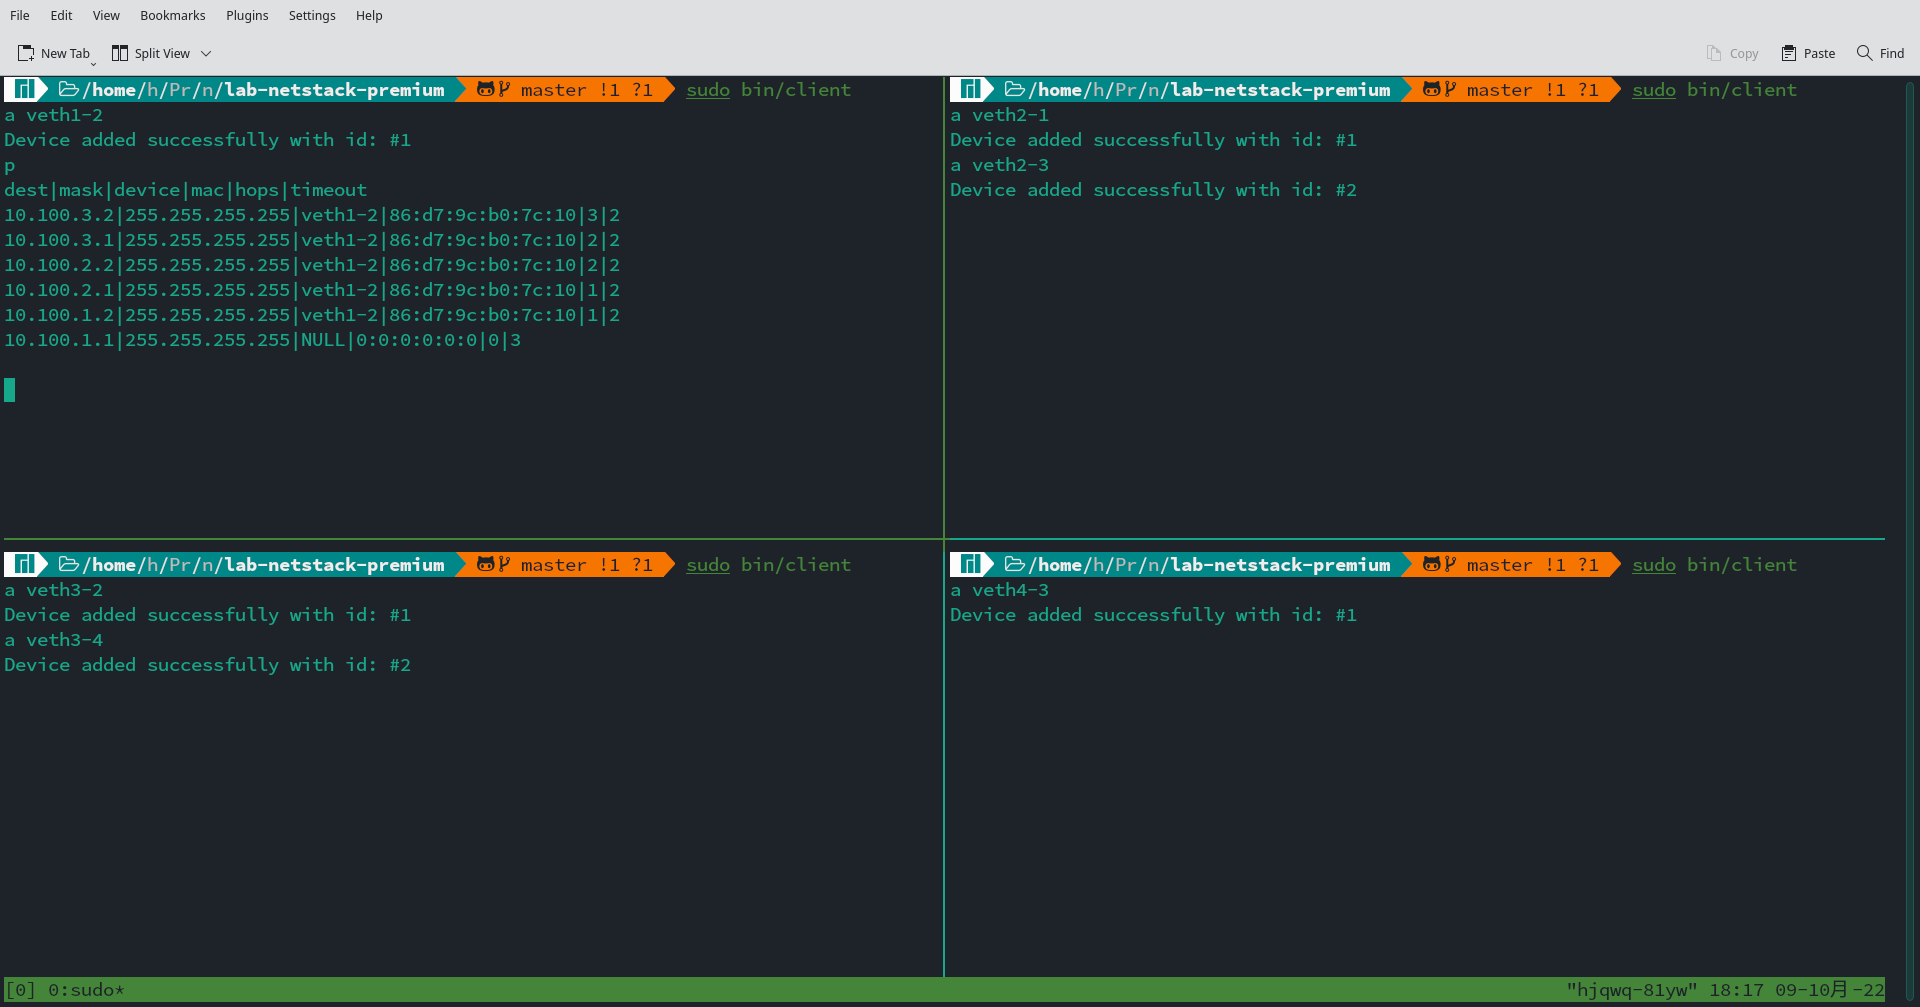 File Edit View Bookmarks Plugins Settings Help
New Tab Split View Copy Paste Find
/home/h/Pr/n/lab-netstack-premium master !1 ?1 sudo bin/client
a veth1-2
Device added successfully with id: #1
p
dest|mask|device|mac|hops|timeout
10.100.3.2|255.255.255.255|veth1-2|86:d7:9c:b0:7c:10|3|2
10.100.3.1|255.255.255.255|veth1-2|86:d7:9c:b0:7c:10|2|2
10.100.2.2|255.255.255.255|veth1-2|86:d7:9c:b0:7c:10|2|2
10.100.2.1|255.255.255.255|veth1-2|86:d7:9c:b0:7c:10|1|2
10.100.1.2|255.255.255.255|veth1-2|86:d7:9c:b0:7c:10|1|2
10.100.1.1|255.255.255.255|NULL|0:0:0:0:0:0|0|3
/home/h/Pr/n/lab-netstack-premium master !1 ?1 sudo bin/client
a veth2-1
Device added successfully with id: #1
a veth2-3
Device added successfully with id: #2
/home/h/Pr/n/lab-netstack-premium master !1 ?1 sudo bin/client
a veth3-2
Device added successfully with id: #1
a veth3-4
Device added successfully with id: #2
/home/h/Pr/n/lab-netstack-premium master !1 ?1 sudo bin/client
a veth4-3
Device added successfully with id: #1
[0] 0:sudo* "hjqwq-81yw" 18:17 09-10月-22